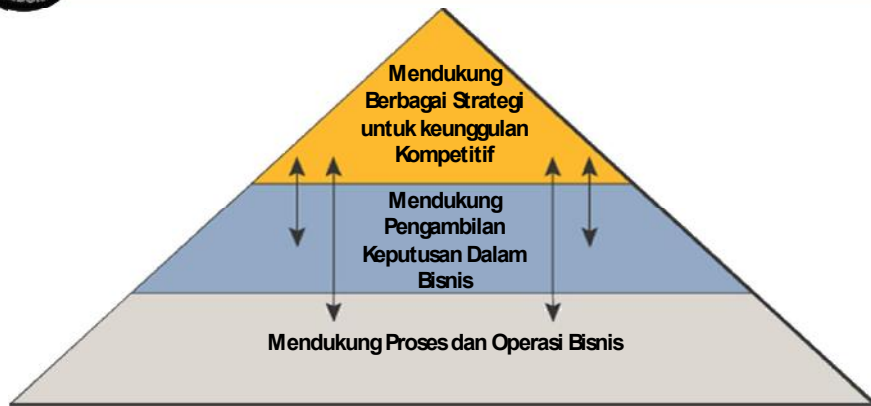 Mendukung
Berbagai Strategi
untuk keunggulan
Kompetitif
Mendukung
Pengambilan
Keputusan Dalam
Bisnis
Mendukung Proses dan Operasi Bisnis